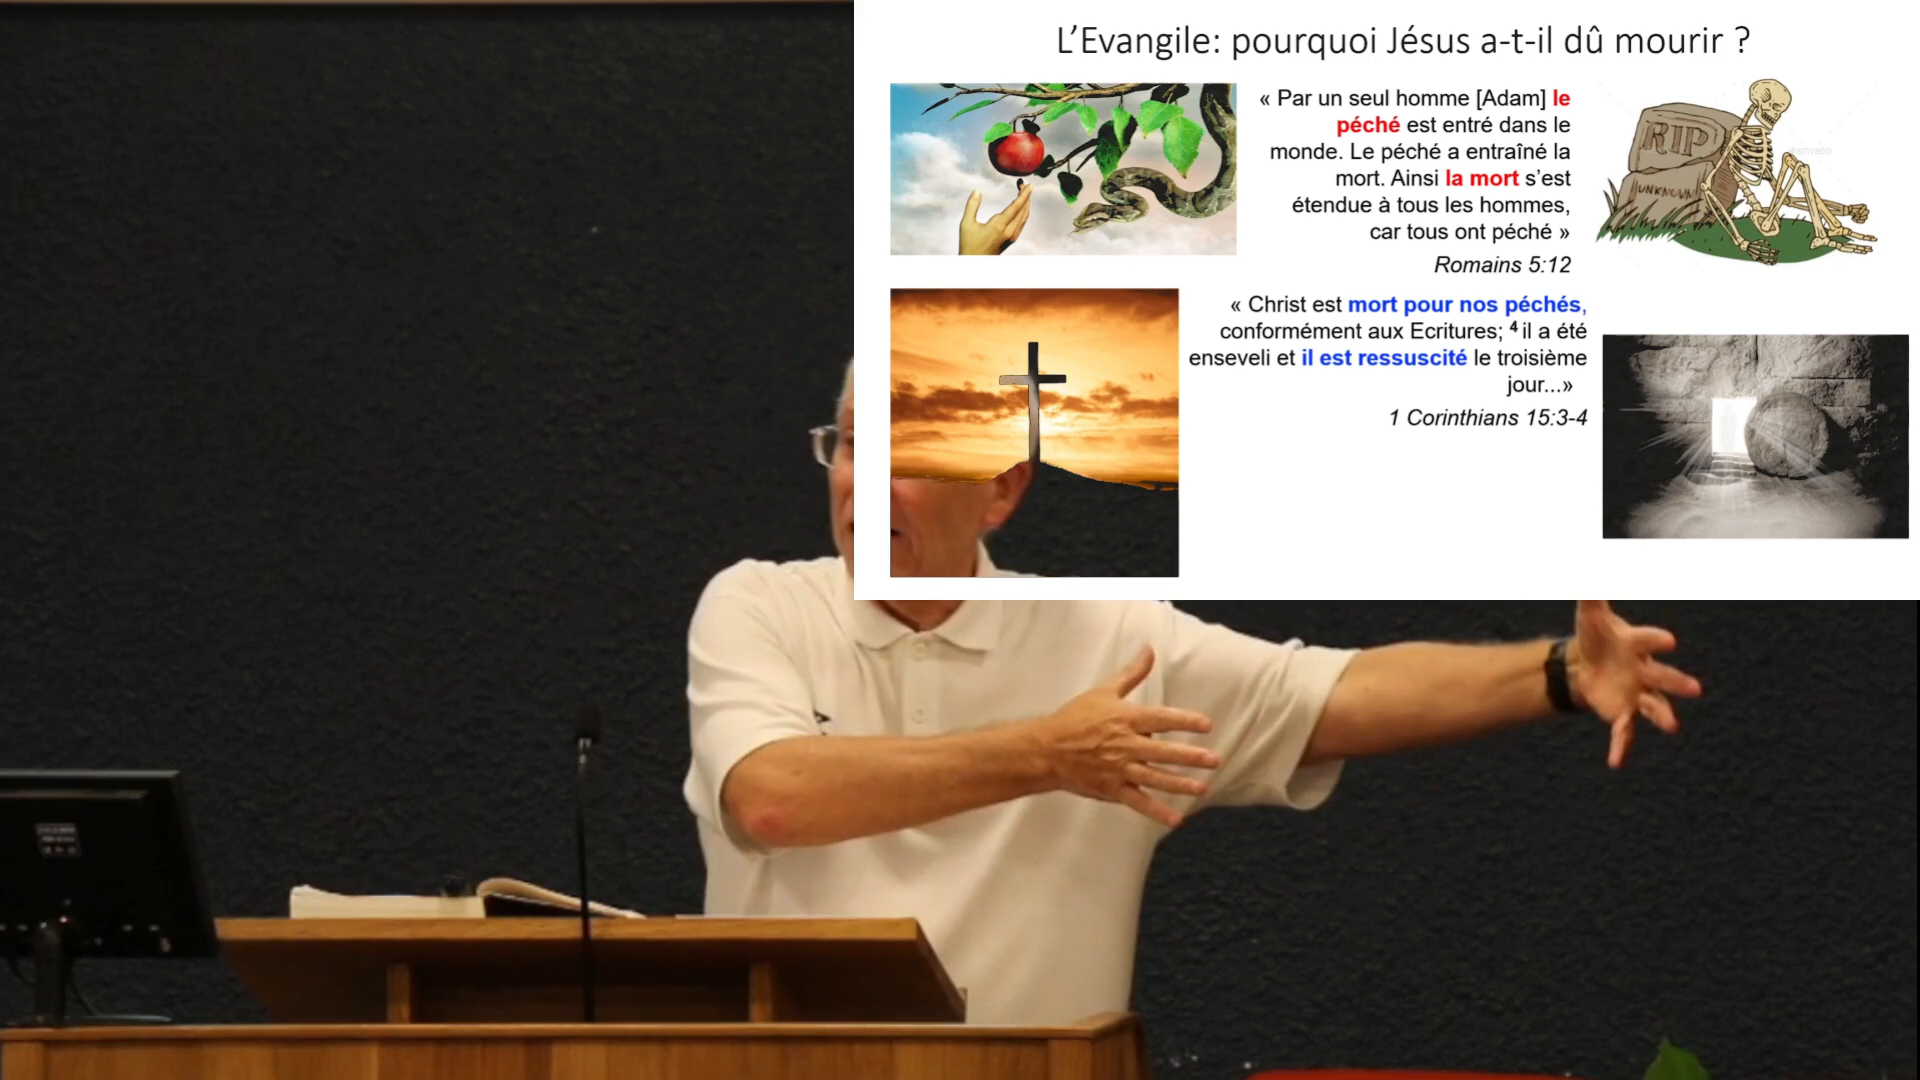 L’Evangile: pourquoi Jésus a-t-il dû mourir ?
« Par un seul homme [Adam] le
péché est entré dans le
monde. Le péché a entraîné la
mort. Ainsi la mort s’est
étendue à tous les hommes,
car tous ont péché »
Romains 5:12
RIP
UNKNOWN
envato
« Christ est mort pour nos péchés,
conformément aux Ecritures; ⁴ il a été
enseveli et il est ressuscité le troisième
jour...»
1 Corinthians 15:3-4